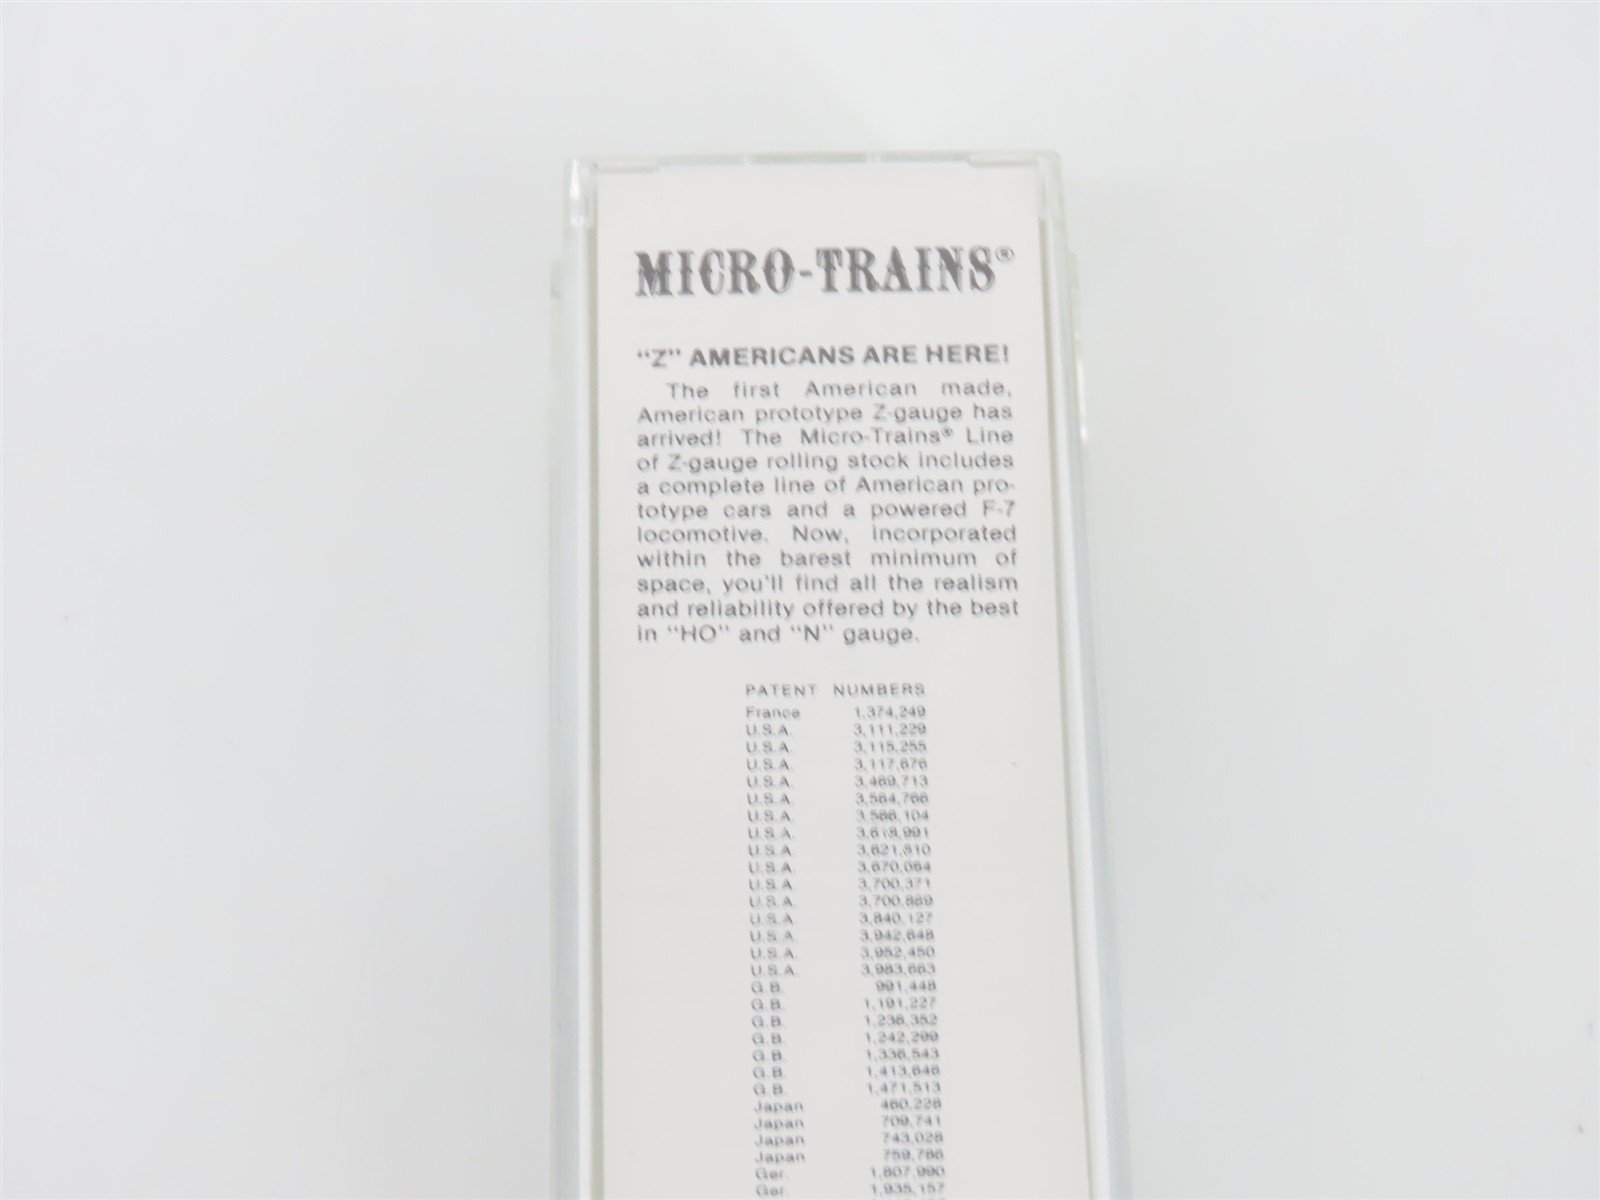 MICRO-TRAINS®
"Z" AMERICANS ARE HERE!
The first American made,
American prototype Z-gauge has
arrived! The Micro-Trains® Line
of Z-gauge rolling stock includes
a complete line of American pro-
totype cars and a powered F-7
locomotive. Now, incorporated
within the barest minimum of
space, you'll find all the realism
and reliability offered by the best
in "HO" and "N" gauge.
PATENT NUMBERS
France 1,374,249
U.S.A. 3,111,229
U.S.A. 3,115,255
U.S.A. 3,117,676
U.S.A. 3,469,713
U.S.A. 3,564,766
U.S.A. 3,566,104
U.S.A. 3,618,991
U.S.A. 3,621,810
U.S.A. 3,670,064
U.S.A. 3,700,371
U.S.A. 3,700,869
U.S.A. 3,840,127
U.S.A. 3,942,648
U.S.A. 3,952,450
U.S.A. 3,983,663
G.B. 991,448
G.B. 1,191,227
G.B. 1,236,352
G.B. 1,242,299
G.B. 1,336,543
G.B. 1,413,646
G.B. 1,471,513
Japan 460,228
Japan 709,741
Japan 743,028
Japan 759,766
Ger. 1,807,990
Ger. 1,935,157